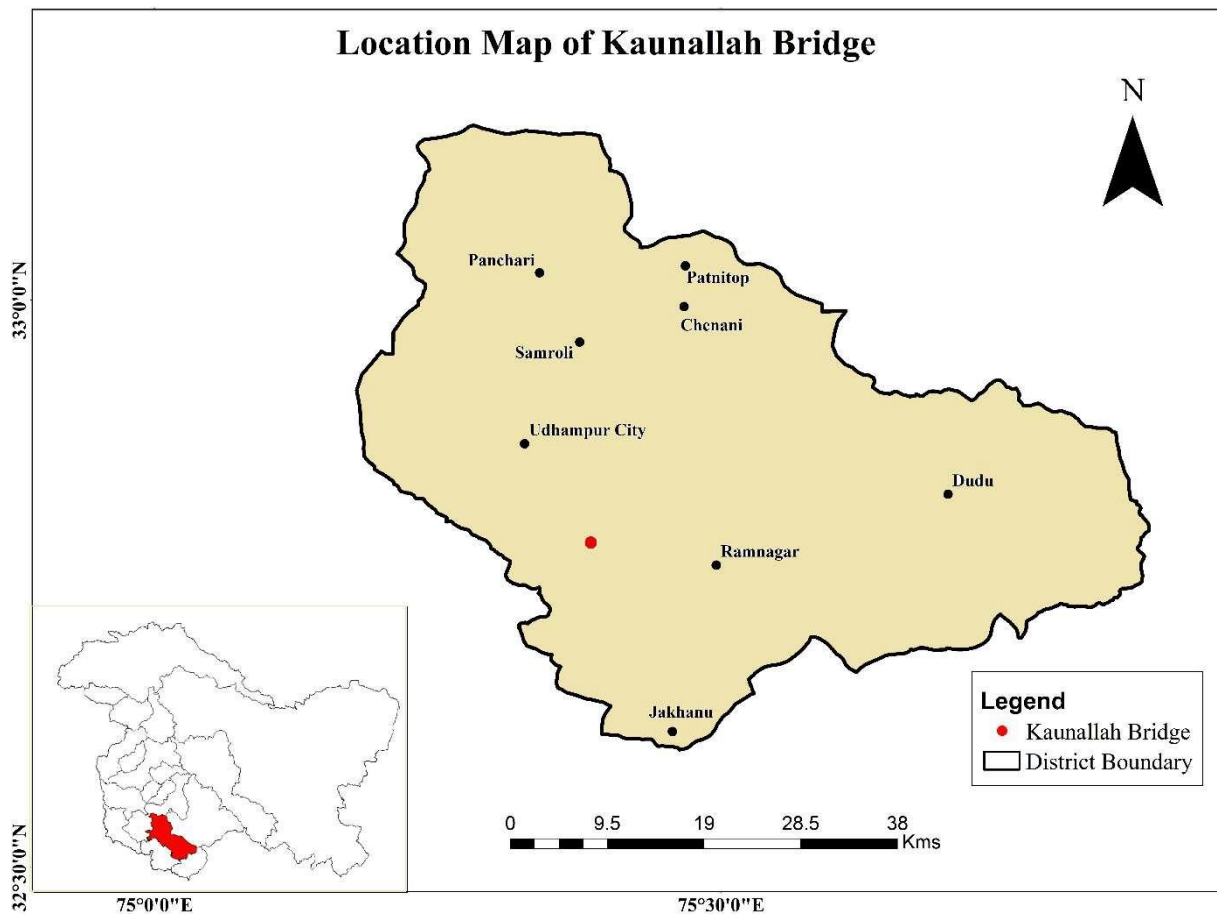 Location Map of Kaunallah Bridge
N
Panchari
Patnitop
Chenani
Samroli
Udhampur City
Dudu
Ramnagar
Jakhanu
33°0'0"N
32°30'0"N
75°0'0"E
75°30'0"E
Legend
Kaunallah Bridge
District Boundary
0 9.5 19 28.5 38
Kms